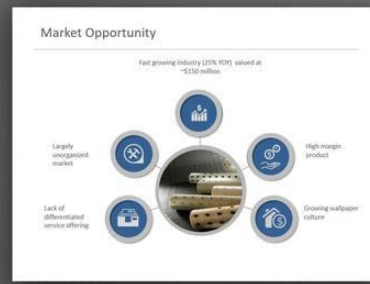 Market Opportunity
Fast growing industry (25% YOY) valued at
~$150 million
Largely
unorganized
market
High margin
product
Lack of
differentiated
service offering
Growing wallpaper
culture